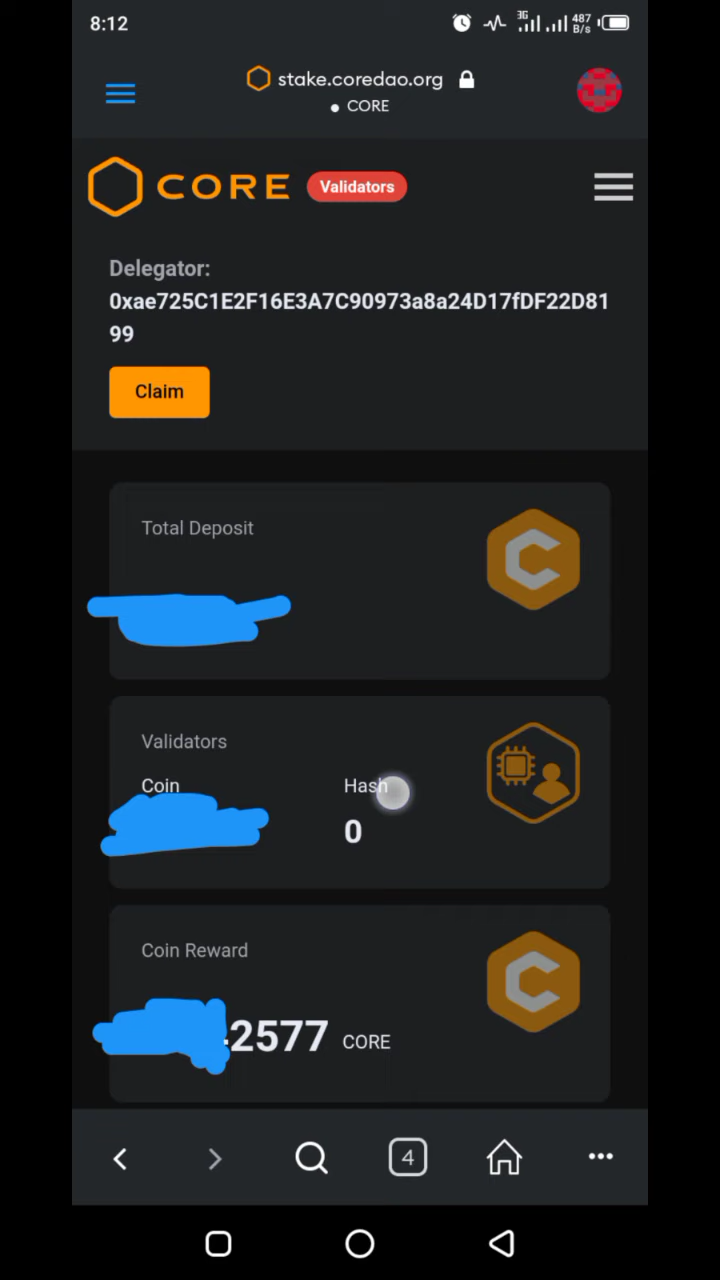 8:12
3G
487
B/s
stake.coredao.org
CORE
CORE Validators
Delegator:
0xae725C1E2F16E3A7C90973a8a24D17fDF22D81
99
Claim
Total Deposit
Validators
Coin Hash
0
Coin Reward
2577 CORE
4